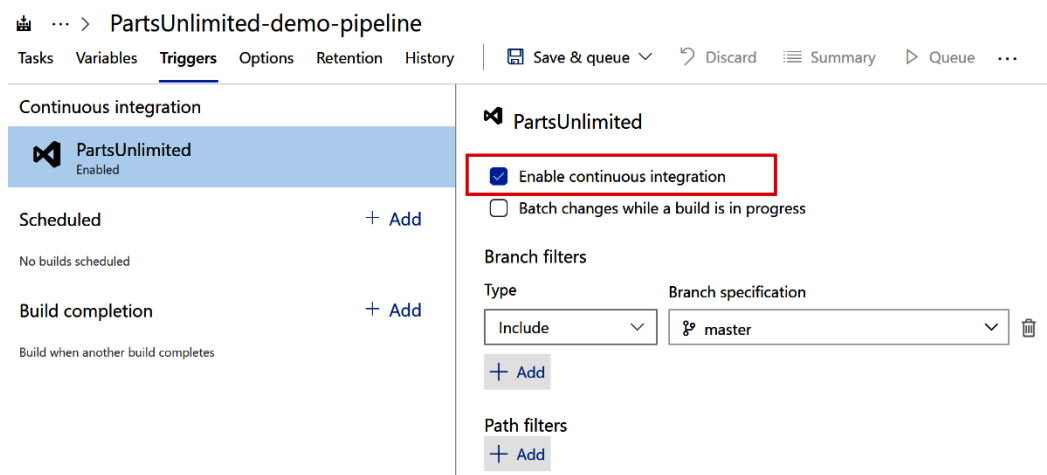 ··· > PartsUnlimited-demo-pipeline
Tasks Variables Triggers Options Retention History Save & queue Discard Summary Queue ···
Continuous integration
PartsUnlimited
Enabled
Scheduled + Add
No builds scheduled
Build completion + Add
Build when another build completes
PartsUnlimited
Enable continuous integration
Batch changes while a build is in progress
Branch filters
Type Branch specification
Include master
+ Add
Path filters
+ Add